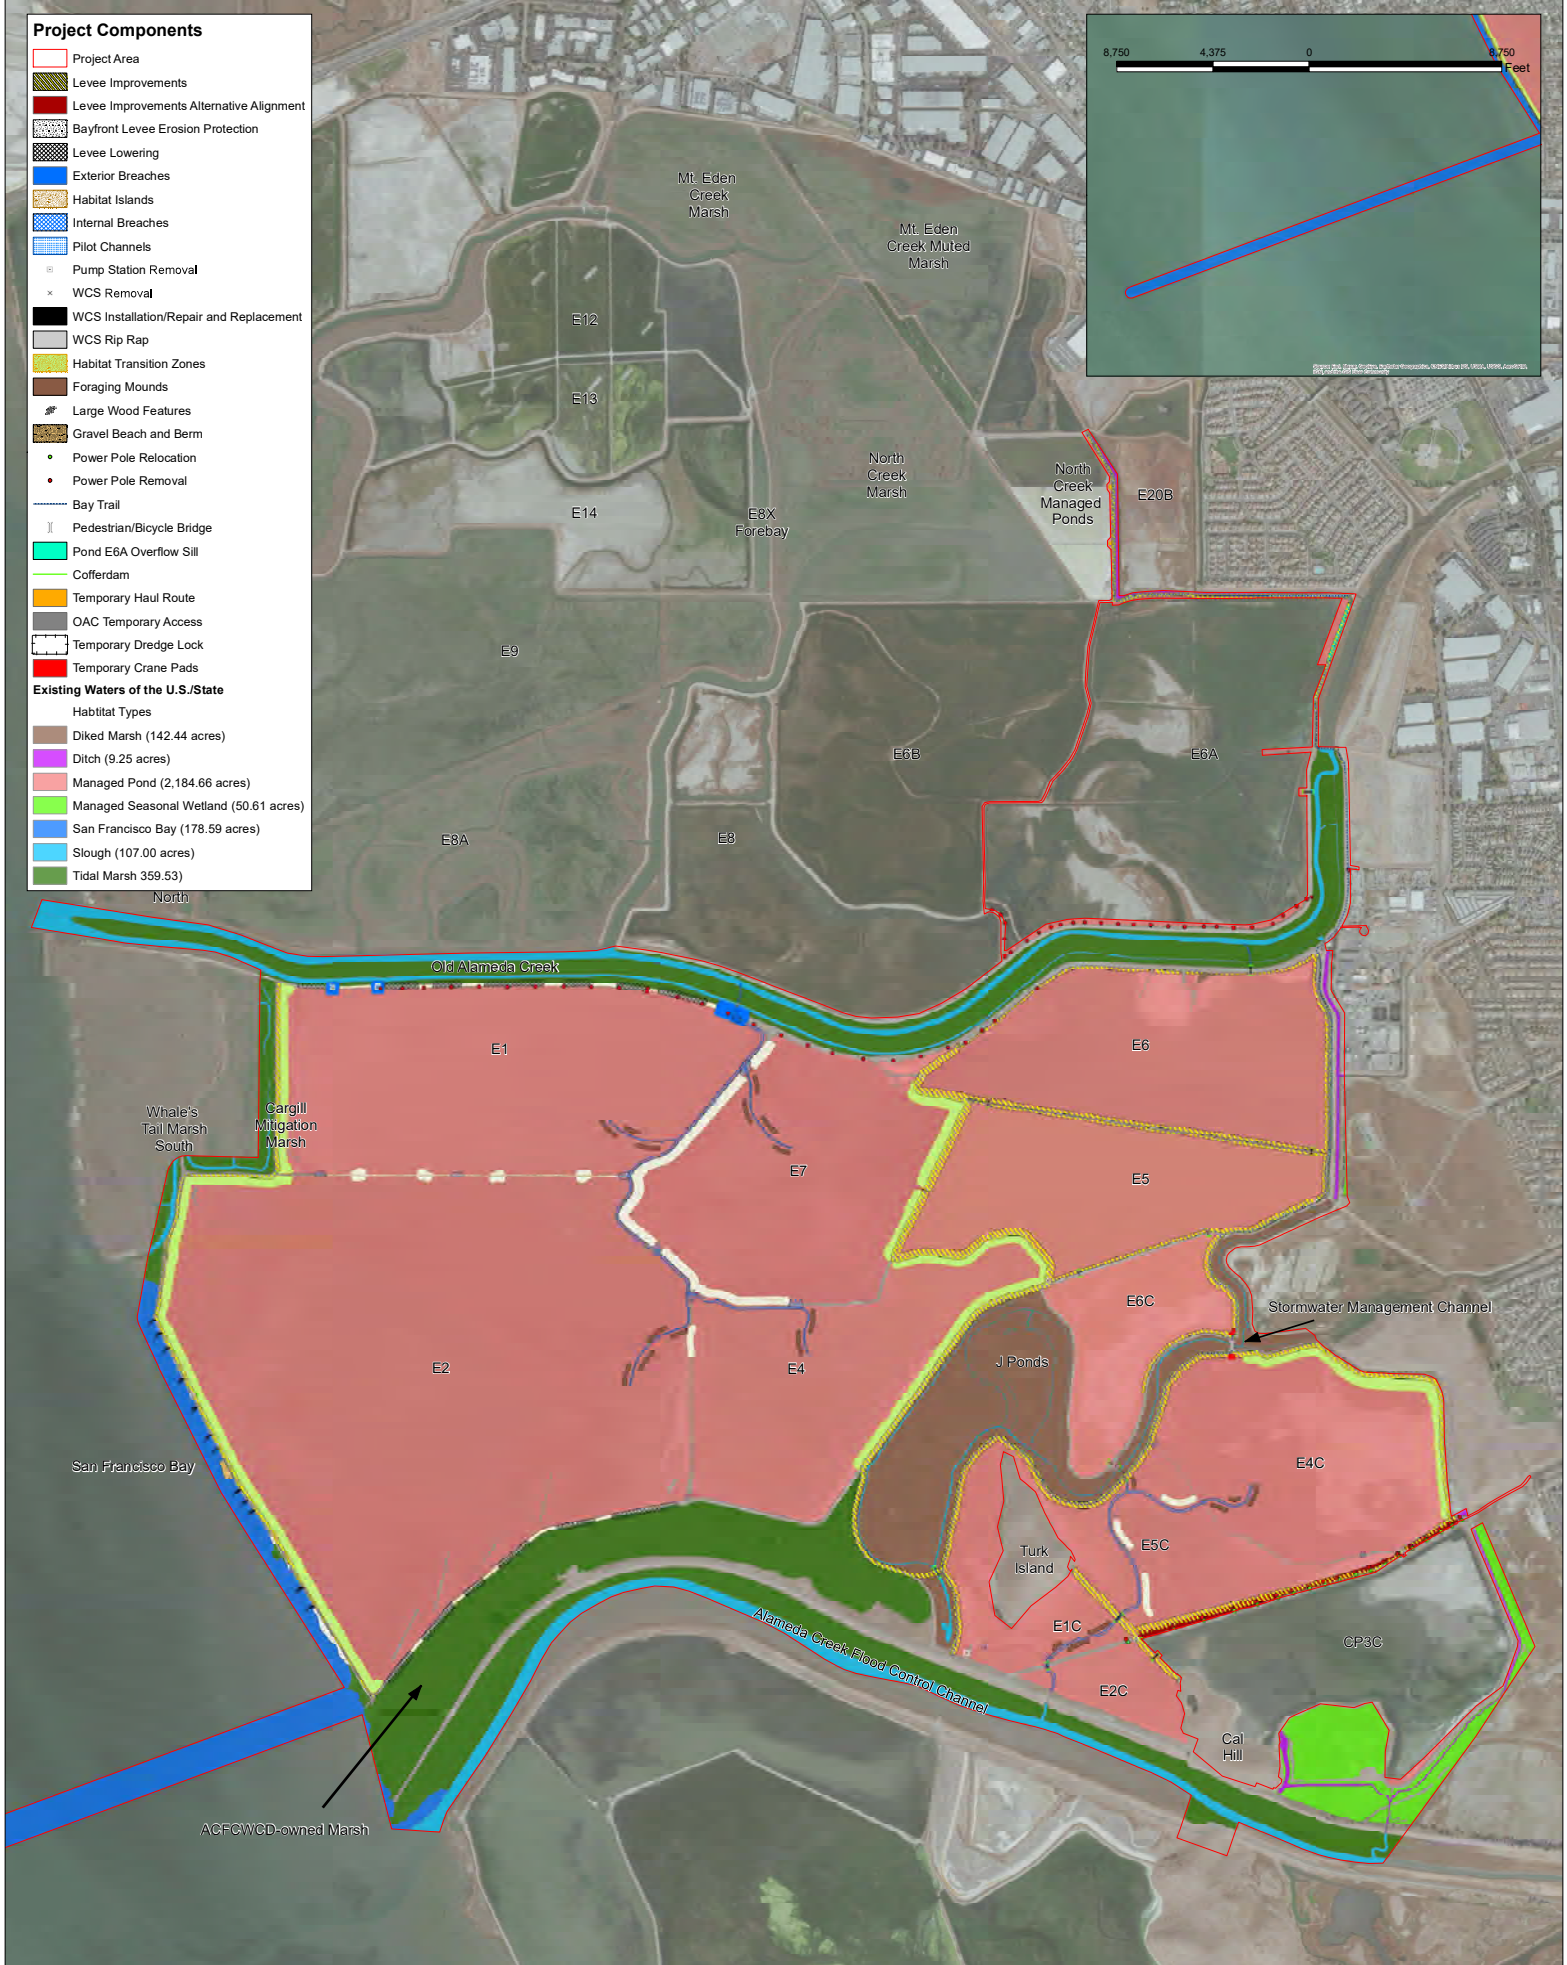 Project Components
Project Area
Levee Improvements
Levee Improvements Alternative Alignment
Bayfront Levee Erosion Protection
Levee Lowering
Exterior Breaches
Habitat Islands
Internal Breaches
Pilot Channels
Pump Station Removal
WCS Removal
WCS Installation/Repair and Replacement
WCS Rip Rap
Habitat Transition Zones
Foraging Mounds
Large Wood Features
Gravel Beach and Berm
Power Pole Relocation
Power Pole Removal
Bay Trail
Pedestrian/Bicycle Bridge
Pond E6A Overflow Sill
Cofferdam
Temporary Haul Route
OAC Temporary Access
Temporary Dredge Lock
Temporary Crane Pads
Existing Waters of the U.S./State
Habtitat Types
Diked Marsh (142.44 acres)
Ditch (9.25 acres)
Managed Pond (2,184.66 acres)
Managed Seasonal Wetland (50.61 acres)
San Francisco Bay (178.59 acres)
Slough (107.00 acres)
Tidal Marsh 359.53)
8,750 4,375 0 8,750
Feet
Mt. Eden
Creek
Marsh
Mt. Eden
Creek Muted
Marsh
E12
E13
E14
E8X
Forebay
North
Creek
Marsh
North
Creek
Managed
Ponds
E20B
E9
E6B
E6A
E8A
E8
North
Old Alameda Creek
E1
E6
Whale's
Tail Marsh
South
Cargill
Mitigation
Marsh
E7
E5
E6C
Stormwater Management Channel
E2
E4
J Ponds
San Francisco Bay
E4C
Turk
Island
E5C
E1C
CP3C
Alameda Creek Flood Control Channel
E2C
Cal
Hill
ACFCWCD-owned Marsh